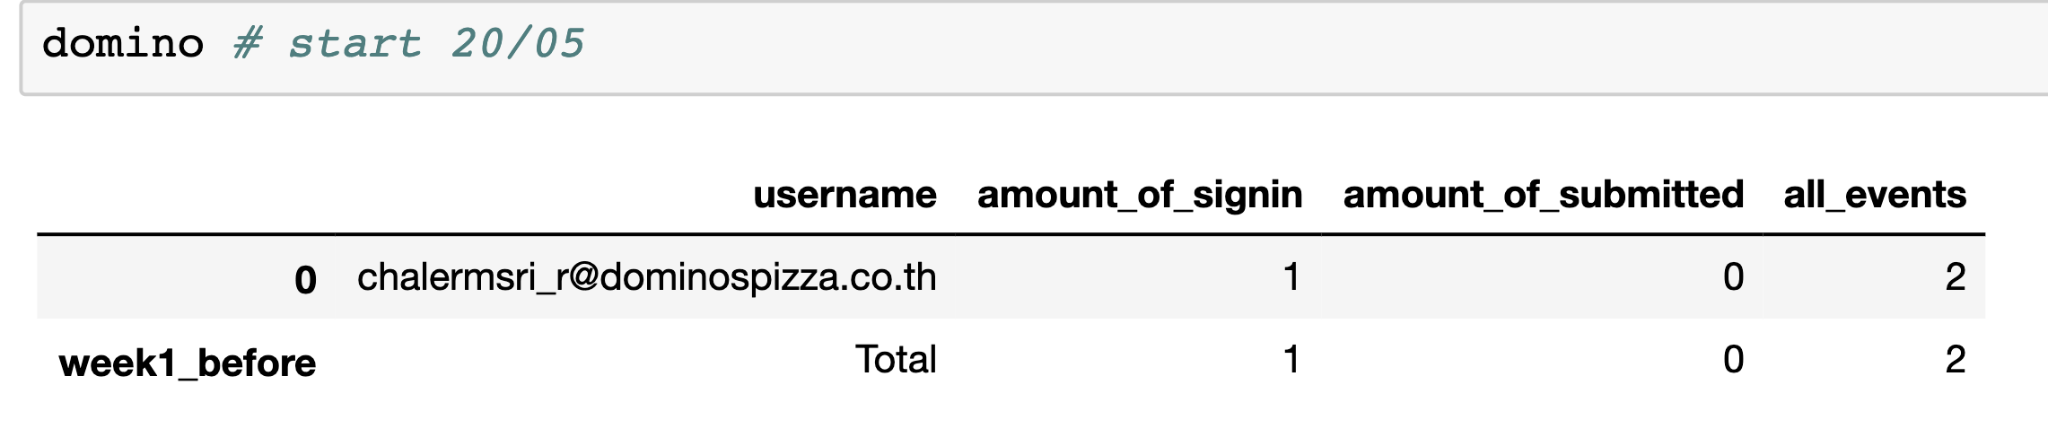 domino # start 20/05
username amount_of_signin amount_of_submitted all_events
0 chalermsri_r@dominospizza.co.th 1 0 2
week1_before Total 1 0 2